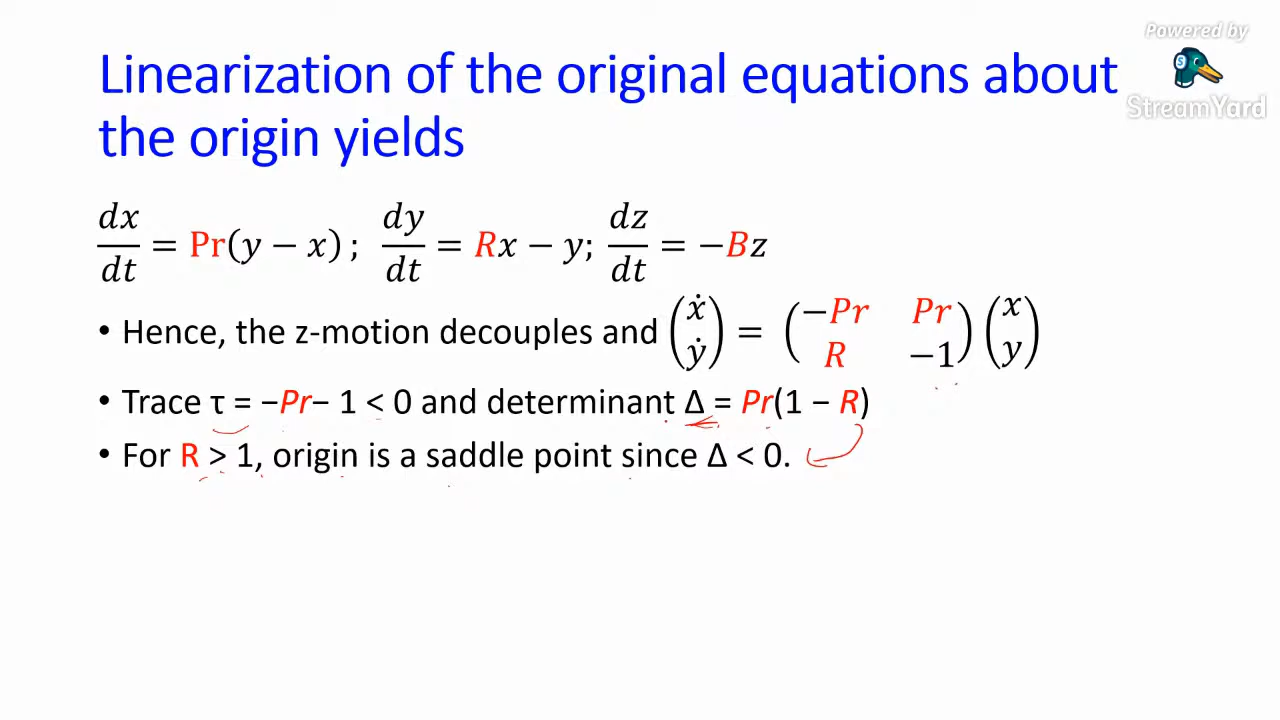 Powered by
StreamYard
Linearization of the original equations about
the origin yields
dx/dt = Pr(y − x) ; dy/dt = Rx − y; dz/dt = −Bz
• Hence, the z-motion decouples and (ẋ ẏ) = (−Pr Pr R −1) (x y)
• Trace τ = −Pr− 1 < 0 and determinant Δ = Pr(1 − R)
• For R > 1, origin is a saddle point since Δ < 0.